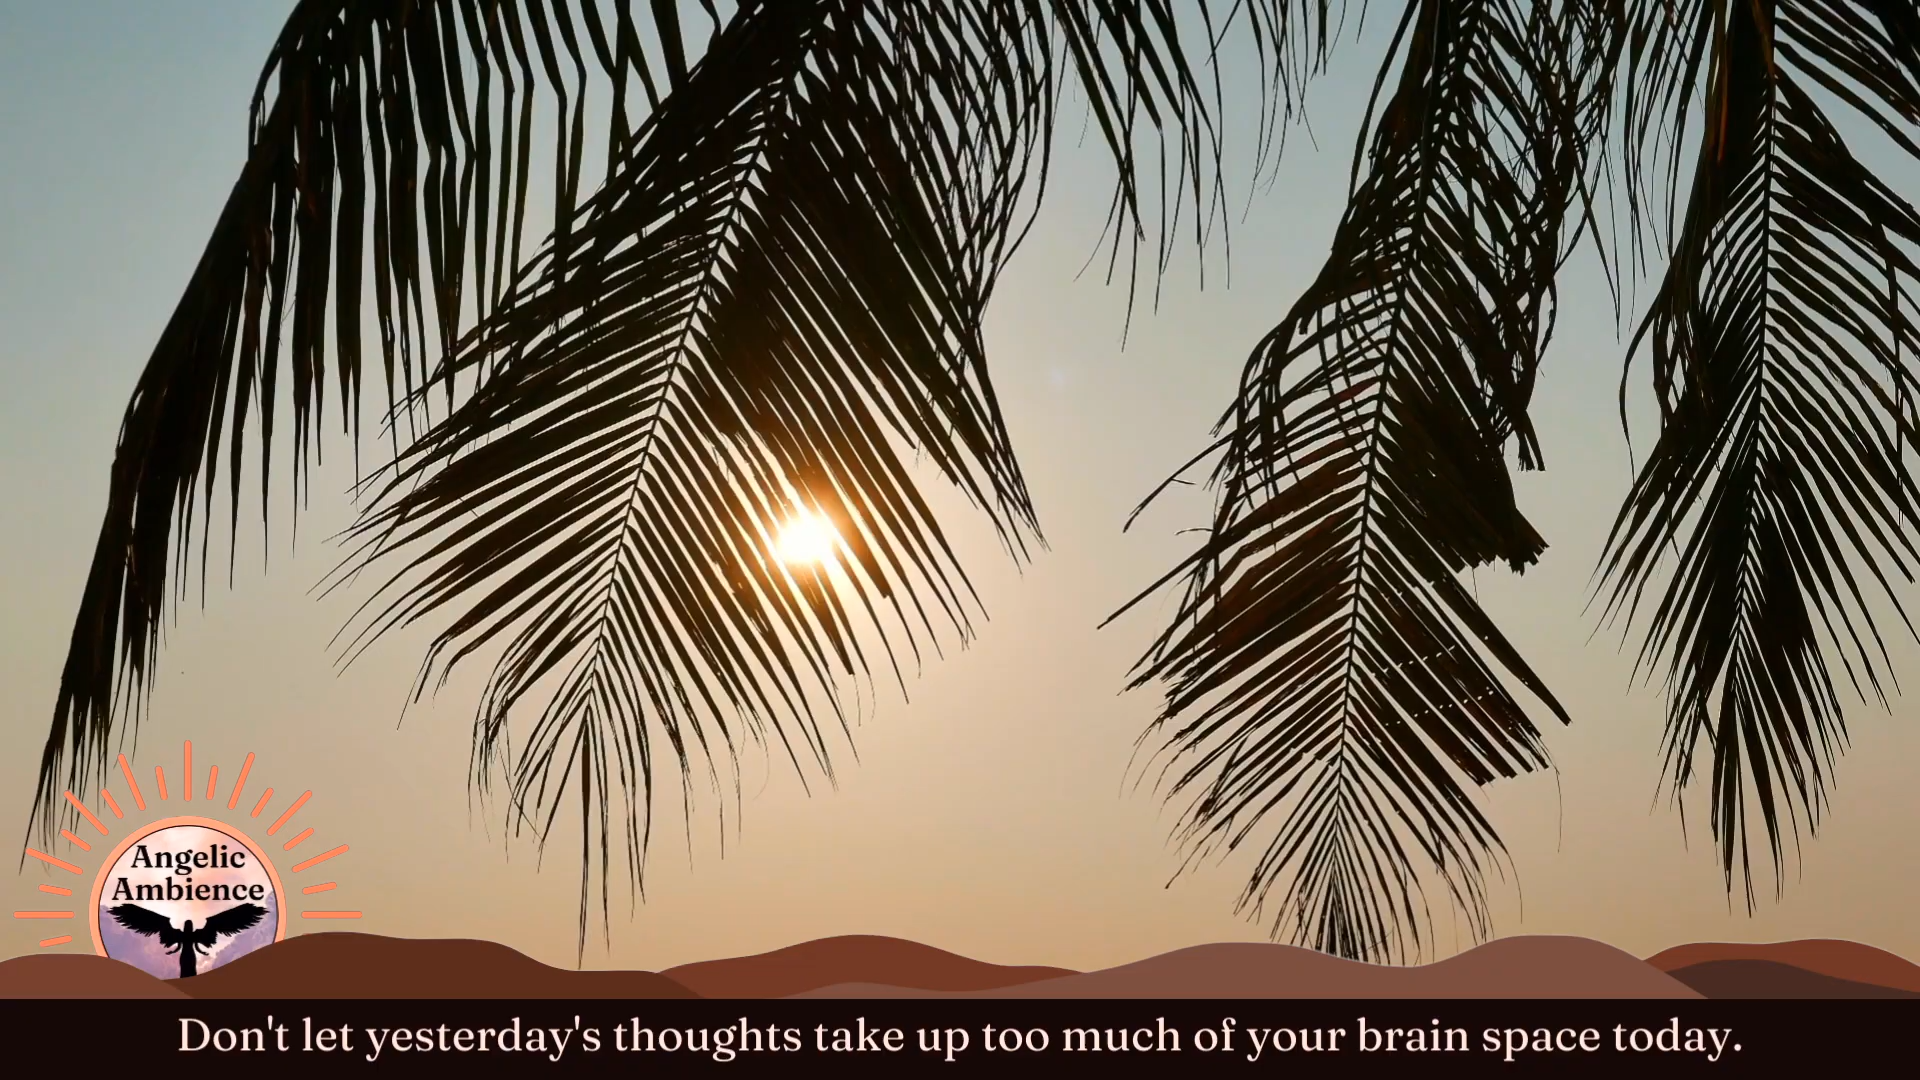 Angelic
Ambience
Don't let yesterday's thoughts take up too much of your brain space today.